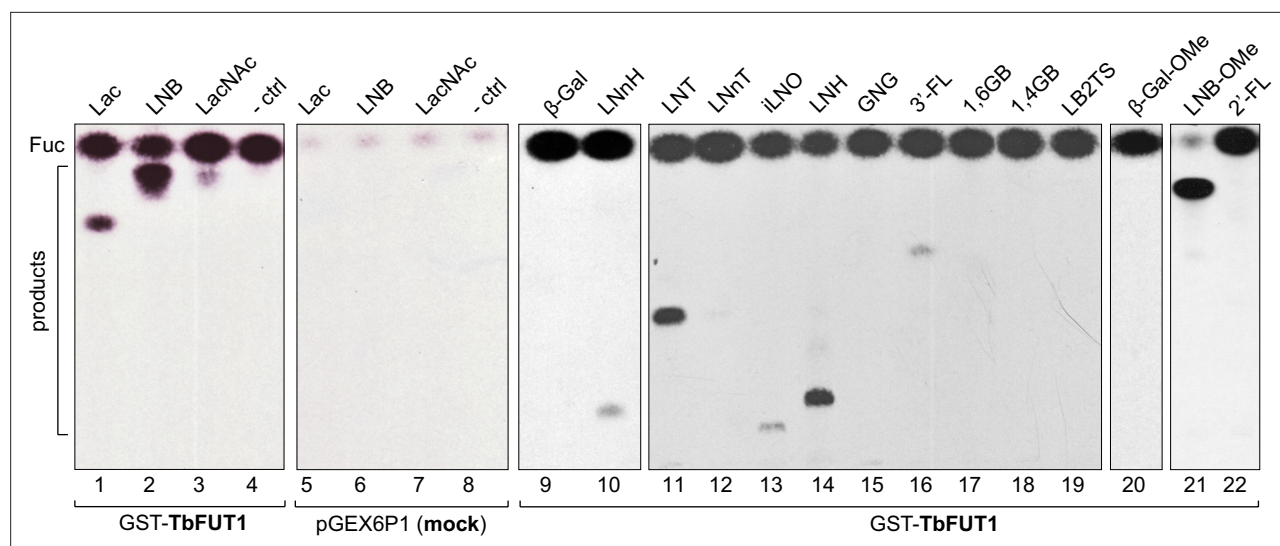 Lac LNB LacNAc - ctrl Lac LNB LacNAc - ctrl β-Gal LNnH LNT LNnT iLNO LNH GNG 3'-FL 1,6GB 1,4GB LB2TS β-Gal-OMe LNB-OMe 2'-FL
Fuc
products
1 2 3 4 5 6 7 8 9 10 11 12 13 14 15 16 17 18 19 20 21 22
GST-TbFUT1 pGEX6P1 (mock) GST-TbFUT1